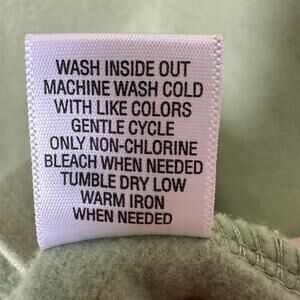 WASH INSIDE OUT
MACHINE WASH COLD
WITH LIKE COLORS
GENTLE CYCLE
ONLY NON-CHLORINE
BLEACH WHEN NEEDED
TUMBLE DRY LOW
WARM IRON
WHEN NEEDED